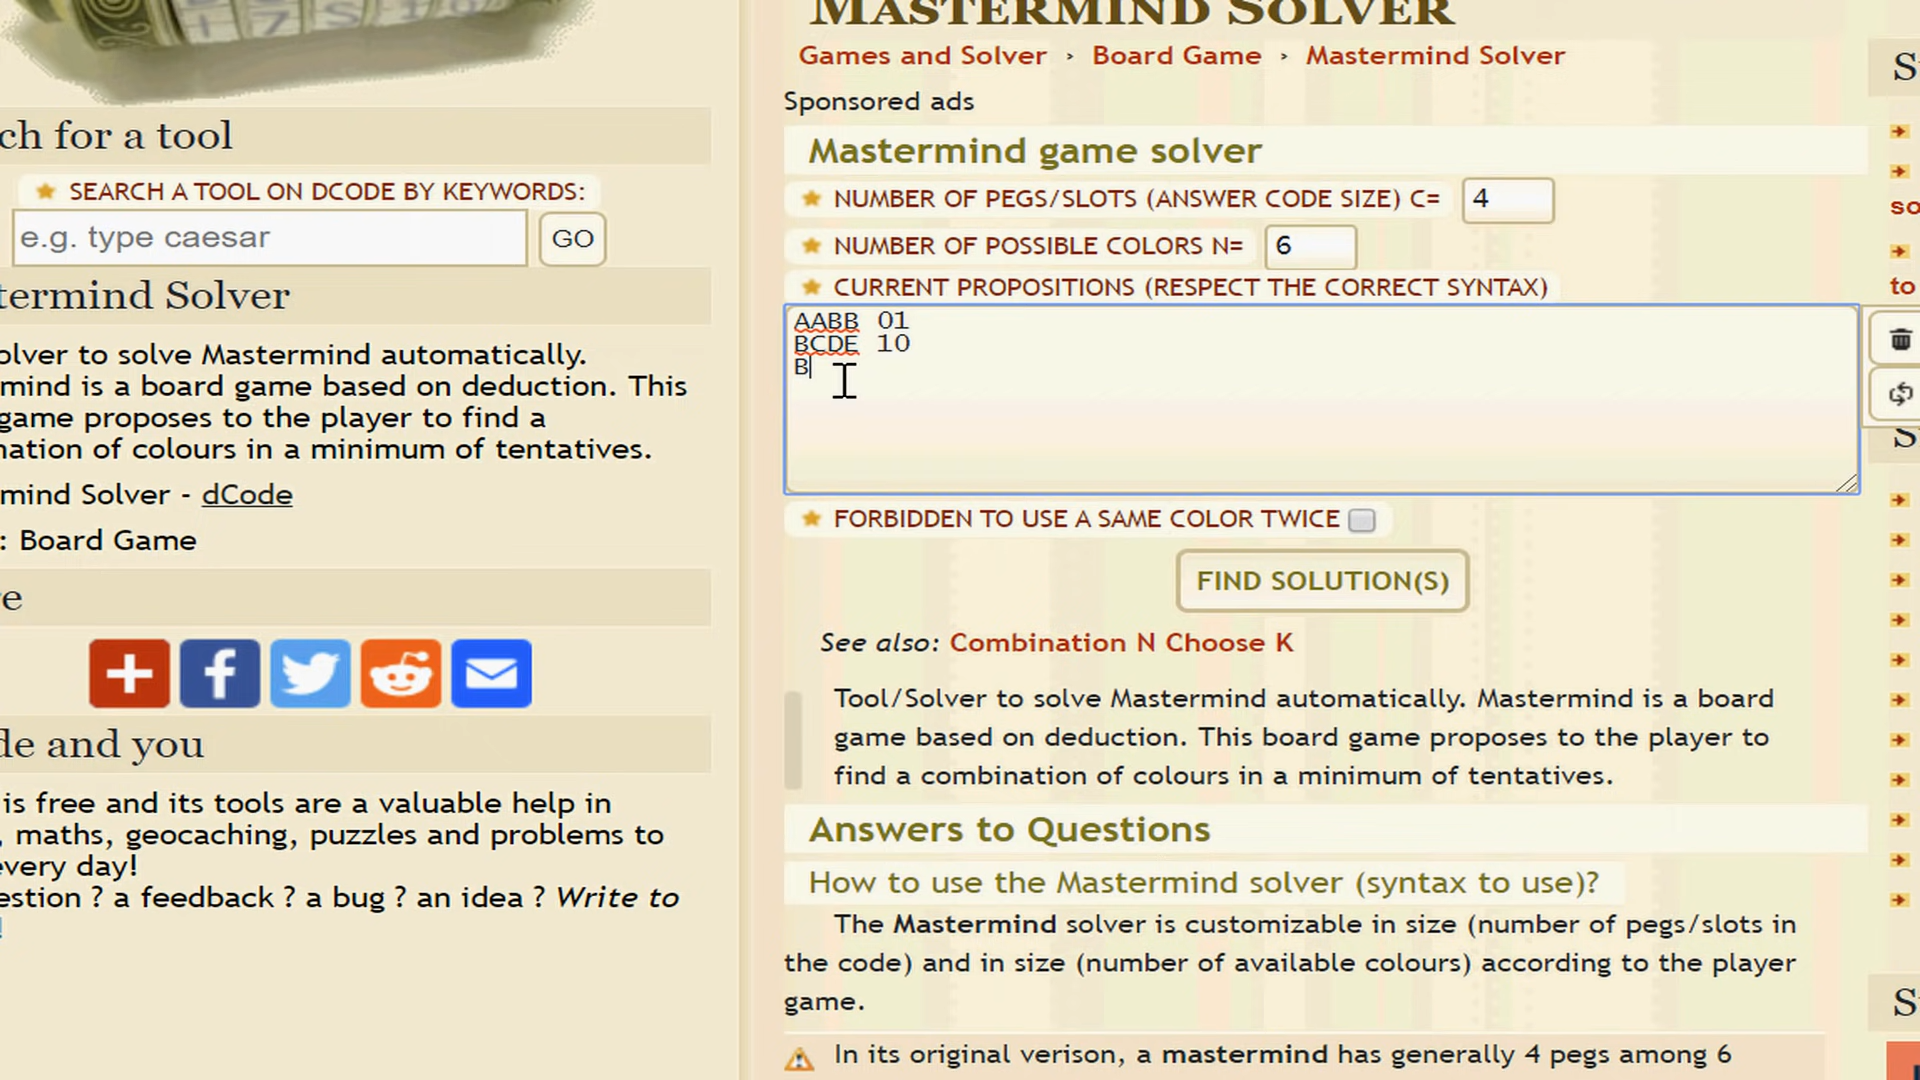 ch for a tool
SEARCH A TOOL ON DCODE BY KEYWORDS:
e.g. type caesar
GO
termind Solver
olver to solve Mastermind automatically.
mind is a board game based on deduction. This
game proposes to the player to find a
nation of colours in a minimum of tentatives.
mind Solver - dCode
: Board Game
e
f
de and you
is free and its tools are a valuable help in
, maths, geocaching, puzzles and problems to
every day!
estion ? a feedback ? a bug ? an idea ? Write to
!
MASTERMIND SOLVER
Games and Solver › Board Game › Mastermind Solver
Sponsored ads
Mastermind game solver
NUMBER OF PEGS/SLOTS (ANSWER CODE SIZE) C= 4
NUMBER OF POSSIBLE COLORS N= 6
CURRENT PROPOSITIONS (RESPECT THE CORRECT SYNTAX)
AABB 01
BCDE 10
B
FORBIDDEN TO USE A SAME COLOR TWICE
FIND SOLUTION(S)
See also: Combination N Choose K
Tool/Solver to solve Mastermind automatically. Mastermind is a board
game based on deduction. This board game proposes to the player to
find a combination of colours in a minimum of tentatives.
Answers to Questions
How to use the Mastermind solver (syntax to use)?
The Mastermind solver is customizable in size (number of pegs/slots in
the code) and in size (number of available colours) according to the player
game.
In its original verison, a mastermind has generally 4 pegs among 6
S
so
to
S